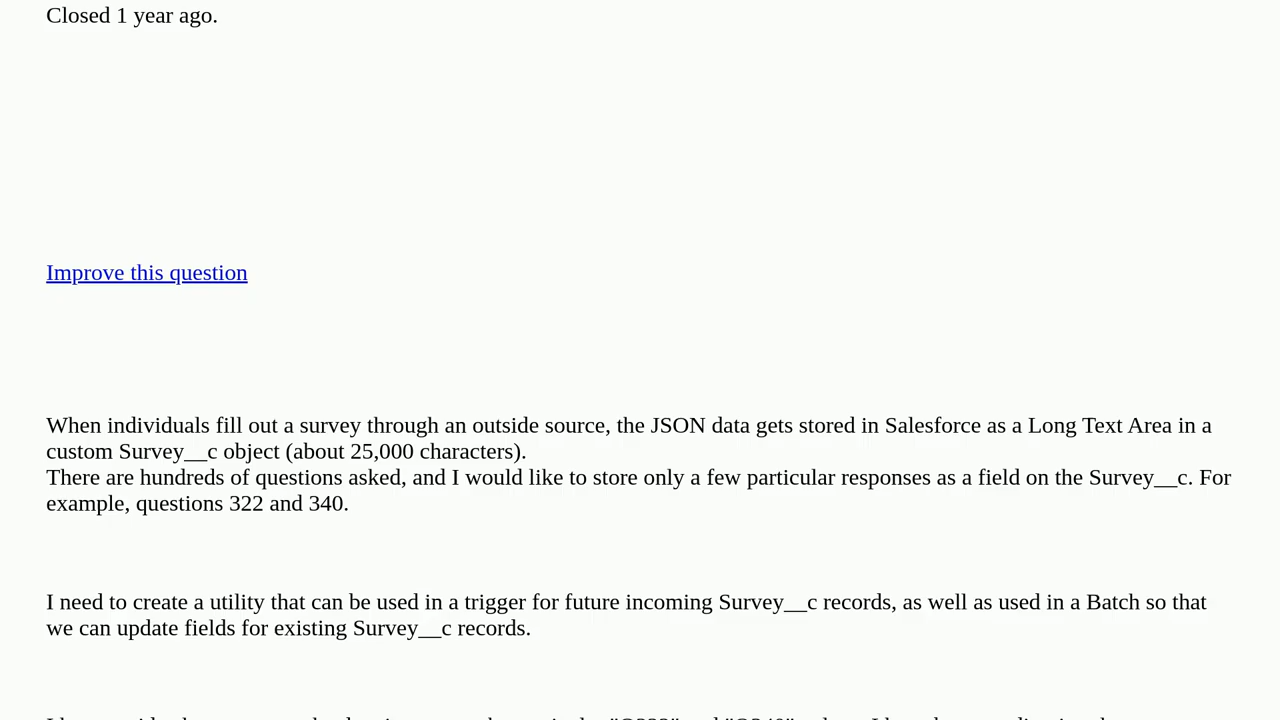 Closed 1 year ago.
Improve this question
When individuals fill out a survey through an outside source, the JSON data gets stored in Salesforce as a Long Text Area in a
custom Survey__c object (about 25,000 characters).
There are hundreds of questions asked, and I would like to store only a few particular responses as a field on the Survey__c. For
example, questions 322 and 340.
I need to create a utility that can be used in a trigger for future incoming Survey__c records, as well as used in a Batch so that
we can update fields for existing Survey__c records.